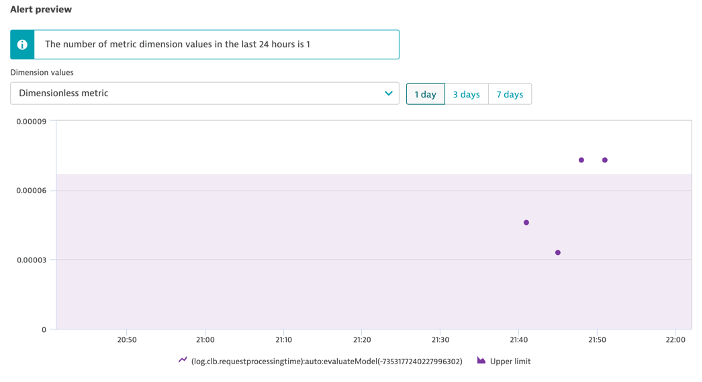 Alert preview
The number of metric dimension values in the last 24 hours is 1
Dimension values
Dimensionless metric
1 day
3 days
7 days
0.00009
0.00006
0.00003
0
20:50
21:00
21:10
21:20
21:30
21:40
21:50
22:00
(log.clb.requestprocessingtime):auto:evaluateModel(-7353177240227996302)
Upper limit